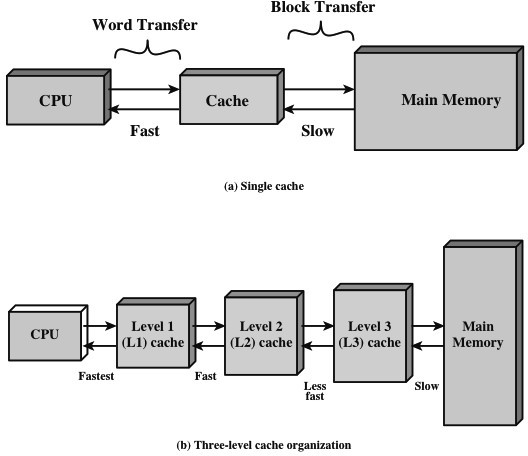 Block Transfer
Word Transfer
CPU
Cache
Main Memory
Fast
Slow
(a) Single cache
CPU
Level 1
(L1) cache
Level 2
(L2) cache
Level 3
(L3) cache
Main
Memory
Fastest
Fast
Less
fast
Slow
(b) Three-level cache organization